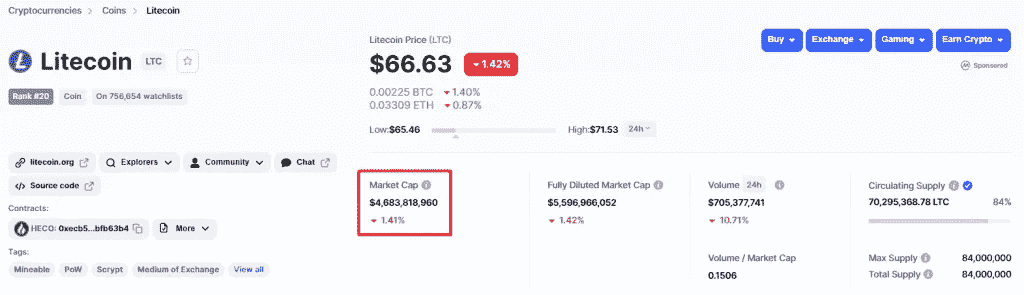 Cryptocurrencies > Coins > Litecoin
Litecoin LTC
Rank #20 Coin On 756,654 watchlists
litecoin.org Explorers Community Chat
Source code
Contracts:
HECO: 0xecb5...bfb63b4 More
Tags:
Mineable PoW Scrypt Medium of Exchange View all
Litecoin Price (LTC)
$66.63 1.42%
0.00225 BTC 1.40%
0.03309 ETH 0.87%
Low:$65.46 High:$71.53 24h
Buy Exchange Gaming Earn Crypto
Sponsored
Market Cap
$4,683,818,960
1.41%
Fully Diluted Market Cap
$5,596,966,052
1.42%
Volume 24h
$705,377,741
10.71%
Volume / Market Cap
0.1506
Circulating Supply
70,295,368.78 LTC 84%
Max Supply 84,000,000
Total Supply 84,000,000